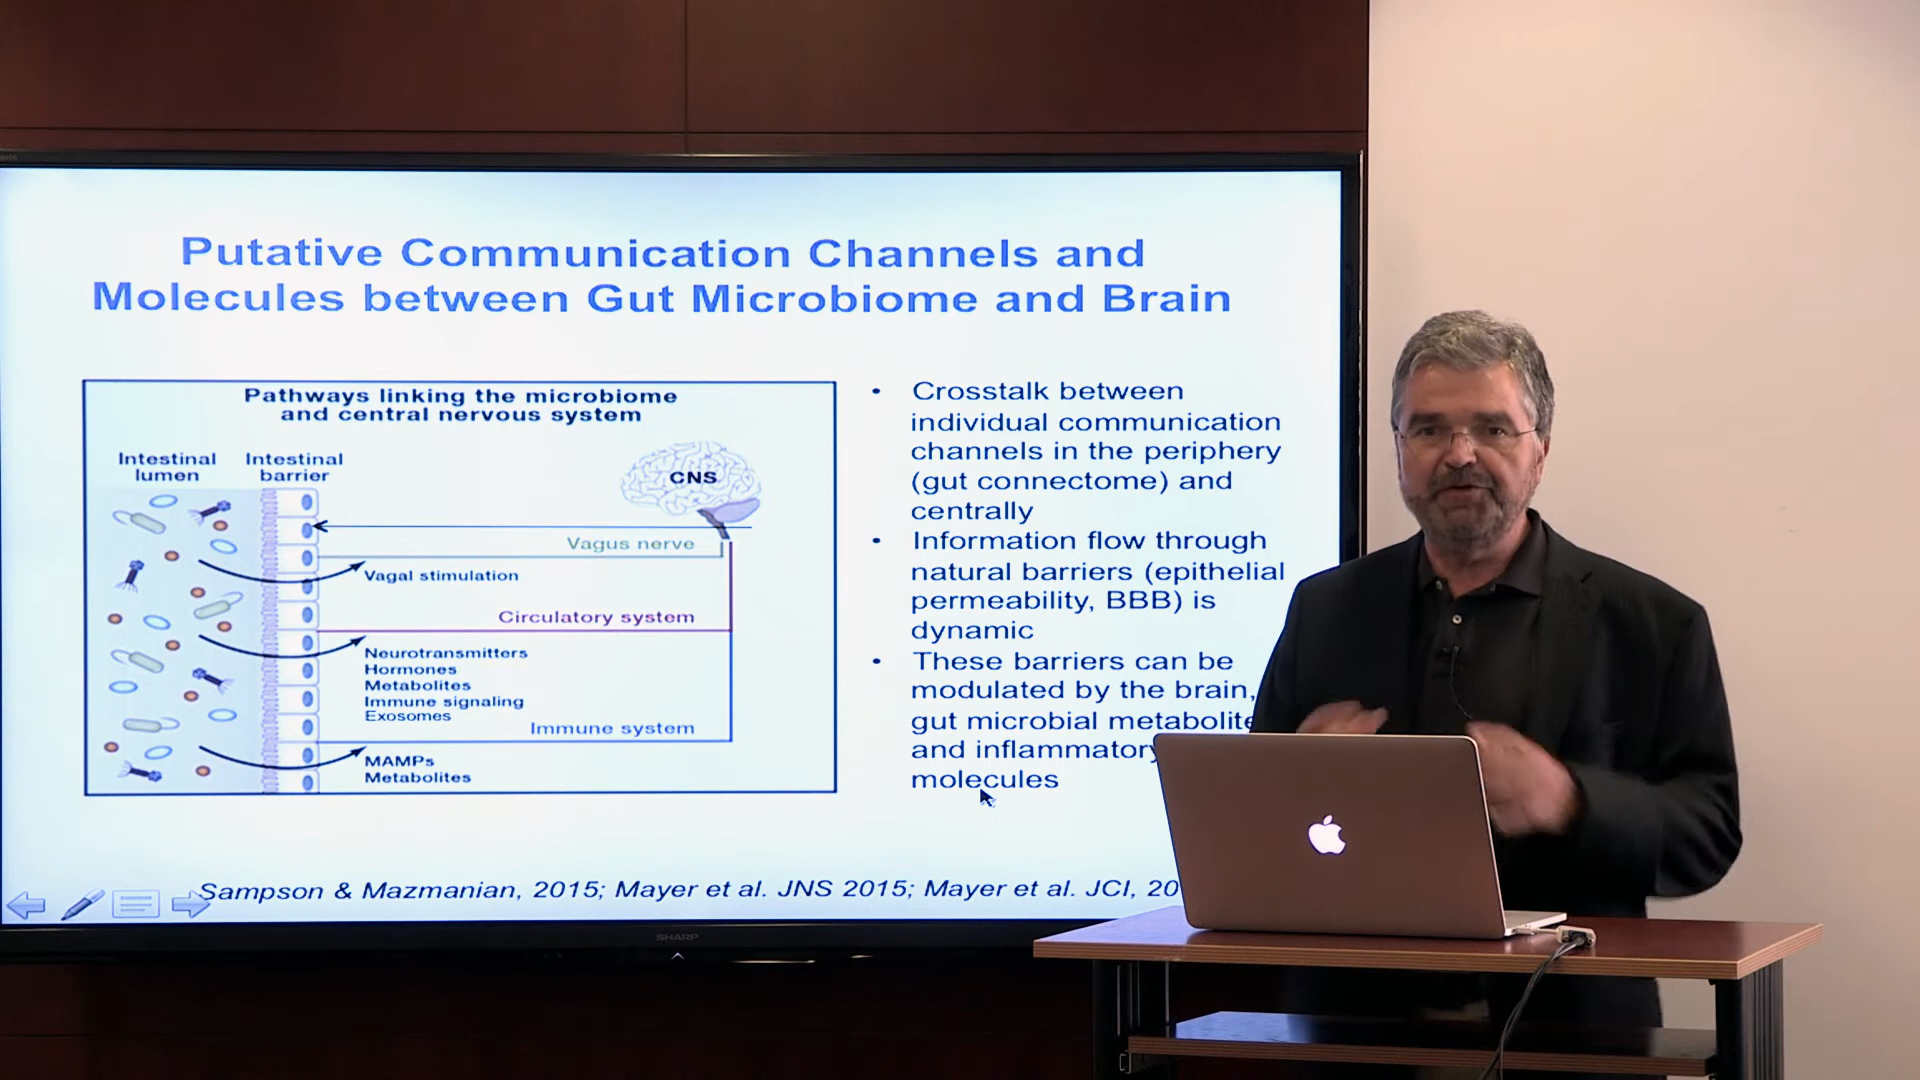 Putative Communication Channels and
Molecules between Gut Microbiome and Brain
Pathways linking the microbiome
and central nervous system
Intestinal
lumen
Intestinal
barrier
CNS
Vagus nerve
Vagal stimulation
Circulatory system
Neurotransmitters
Hormones
Metabolites
Immune signaling
Exosomes
Immune system
MAMPs
Metabolites
• Crosstalk between
individual communication
channels in the periphery
(gut connectome) and
centrally
• Information flow through
natural barriers (epithelial
permeability, BBB) is
dynamic
• These barriers can be
modulated by the brain,
gut microbial metabolite
and inflammatory
molecules
Sampson & Mazmanian, 2015; Mayer et al. JNS 2015; Mayer et al. JCI, 20
SHARP